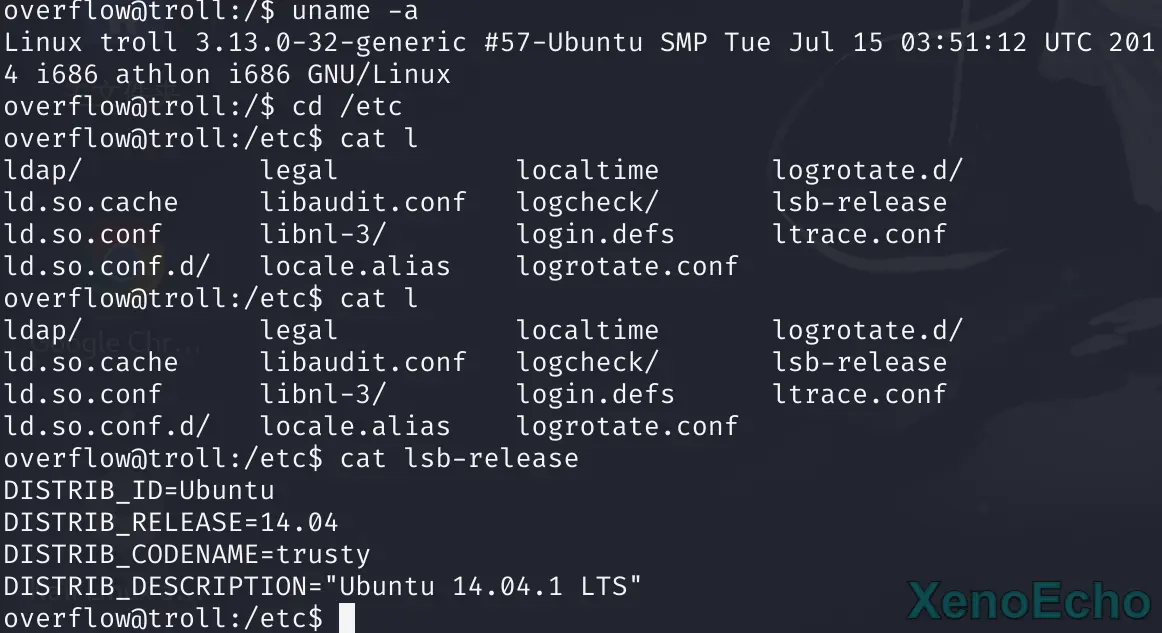 overflow@troll:/$ uname -a
Linux troll 3.13.0-32-generic #57-Ubuntu SMP Tue Jul 15 03:51:12 UTC 201
4 i686 athlon i686 GNU/Linux
overflow@troll:/$ cd /etc
overflow@troll:/etc$ cat l
ldap/ legal localtime logrotate.d/
ld.so.cache libaudit.conf logcheck/ lsb-release
ld.so.conf libnl-3/ login.defs ltrace.conf
ld.so.conf.d/ locale.alias logrotate.conf
overflow@troll:/etc$ cat l
ldap/ legal localtime logrotate.d/
Google Chr...
ld.so.cache libaudit.conf logcheck/ lsb-release
ld.so.conf libnl-3/ login.defs ltrace.conf
ld.so.conf.d/ locale.alias logrotate.conf
overflow@troll:/etc$ cat lsb-release
DISTRIB_ID=Ubuntu
DISTRIB_RELEASE=14.04
DISTRIB_CODENAME=trusty
DISTRIB_DESCRIPTION="Ubuntu 14.04.1 LTS"
overflow@troll:/etc$
XenoEcho